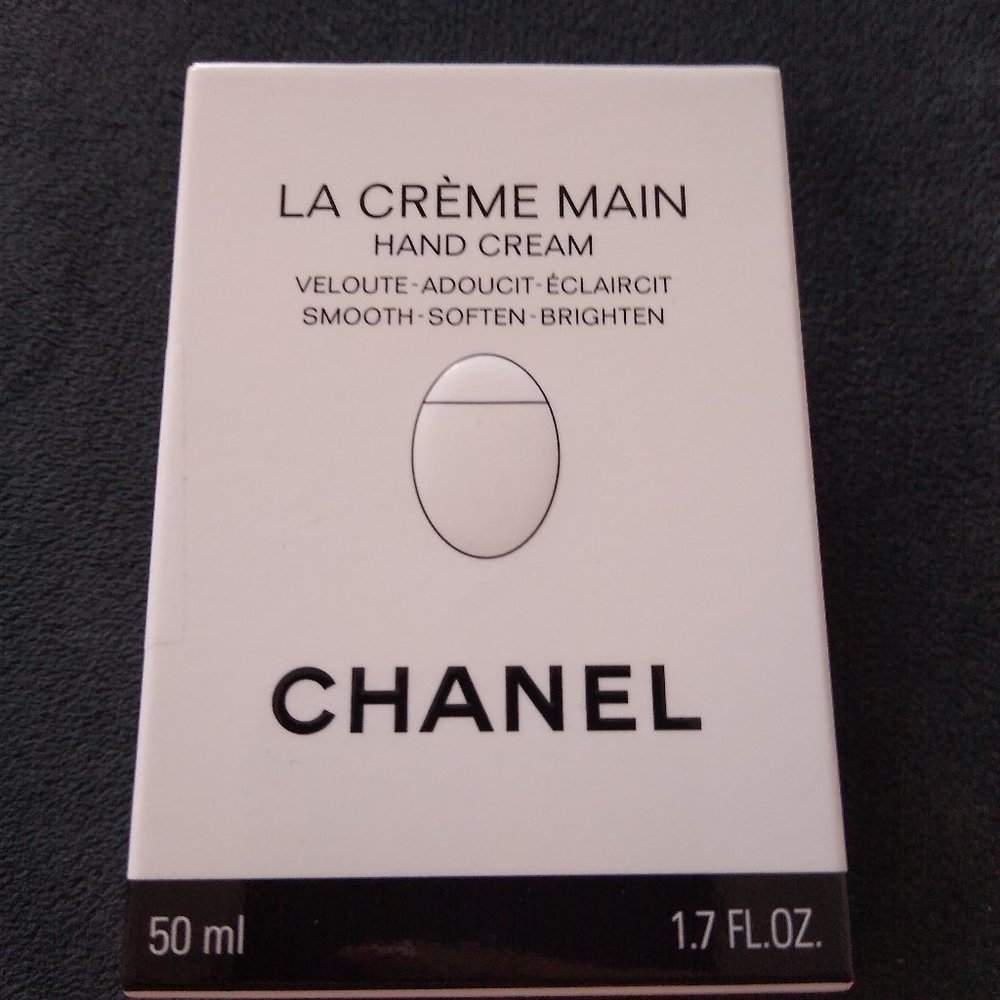 LA CRÈME MAIN
HAND CREAM
VELOUTE-ADOUCIT-ÉCLAIRCIT
SMOOTH-SOFTEN-BRIGHTEN
CHANEL
50 ml 1.7 FL.OZ.